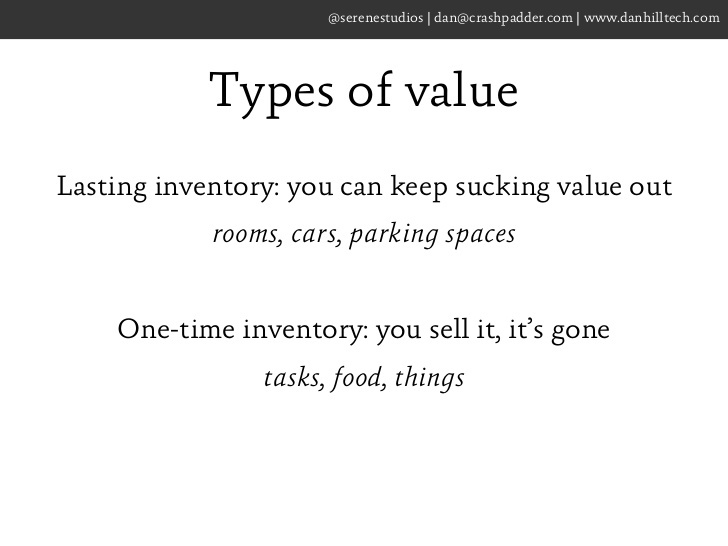 @serenestudios | dan@crashpadder.com | www.danhilltech.com
Types of value
Lasting inventory: you can keep sucking value out
rooms, cars, parking spaces
One-time inventory: you sell it, it’s gone
tasks, food, things